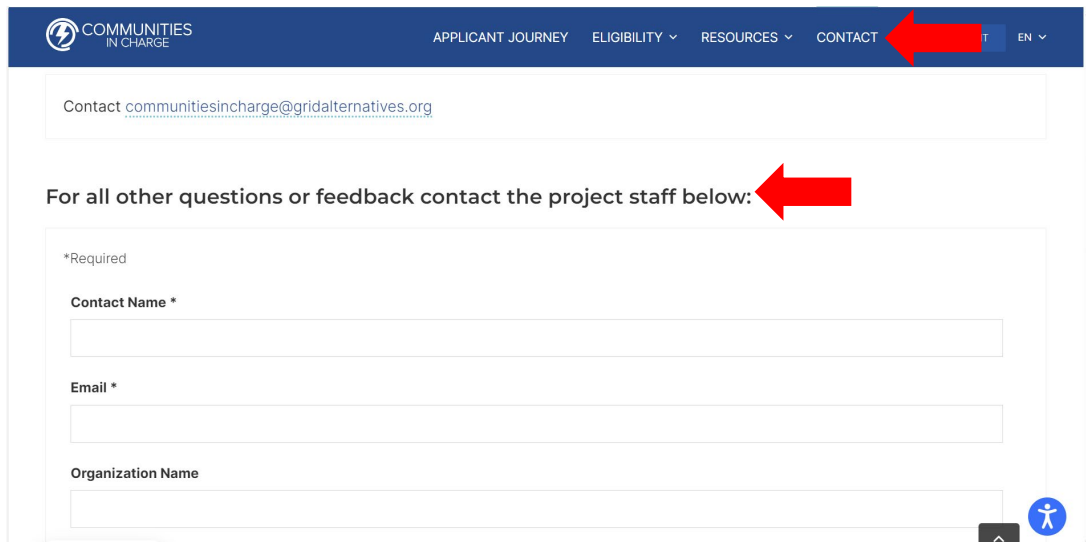 COMMUNITIES
IN CHARGE
APPLICANT JOURNEY ELIGIBILITY RESOURCES CONTACT EN
Contact communitiesincharge@gridalternatives.org
For all other questions or feedback contact the project staff below:
*Required
Contact Name *
Email *
Organization Name